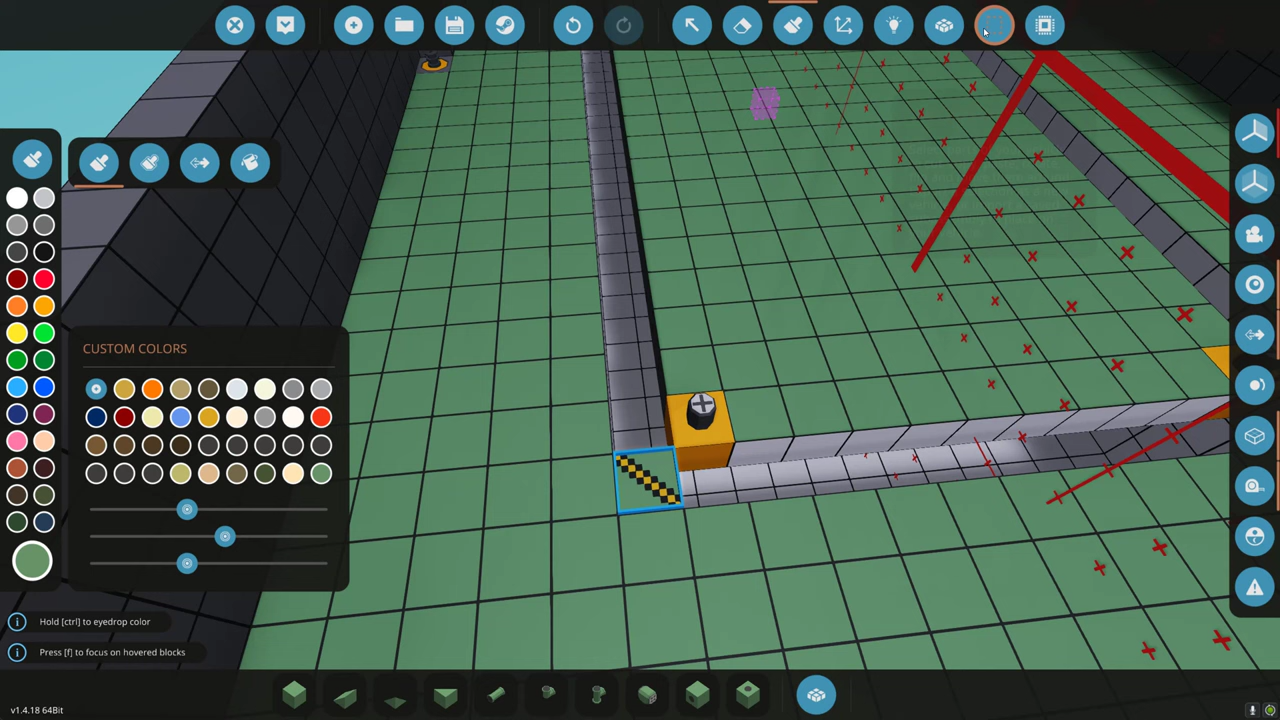 CUSTOM COLORS
Hold [ctrl] to eyedrop color
Press [f] to focus on hovered blocks
v1.4.18 64Bit